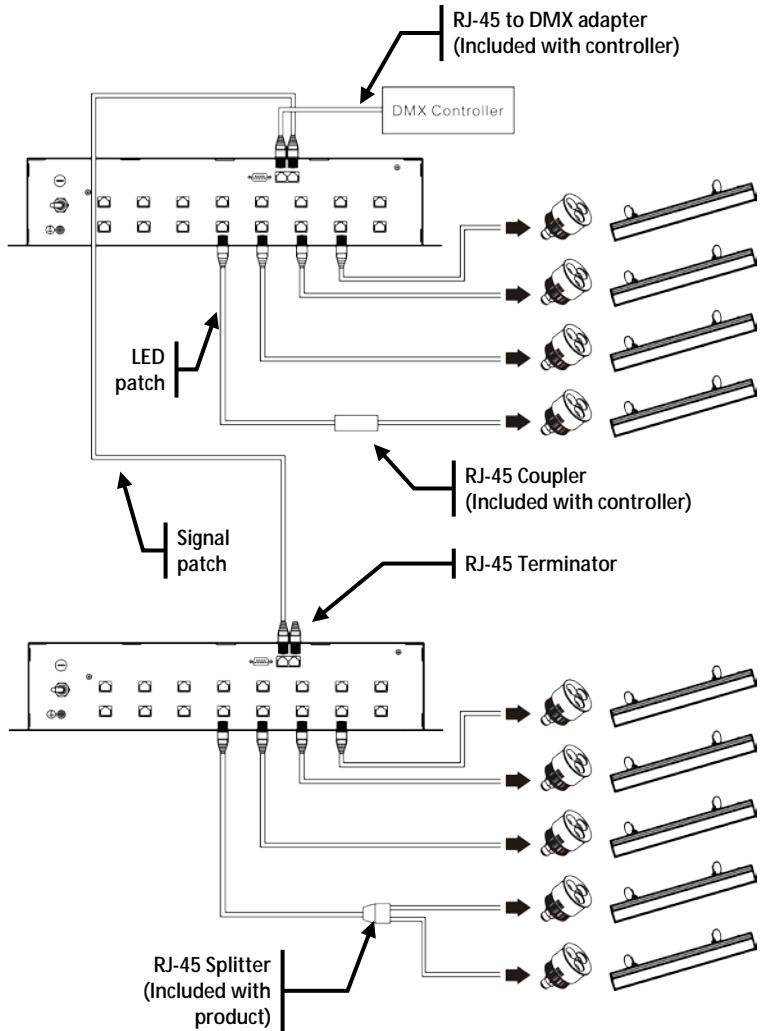 RJ-45 to DMX adapter
(Included with controller)
DMX Controller
LED
patch
RJ-45 Coupler
(Included with controller)
Signal
patch
RJ-45 Terminator
RJ-45 Splitter
(Included with
product)